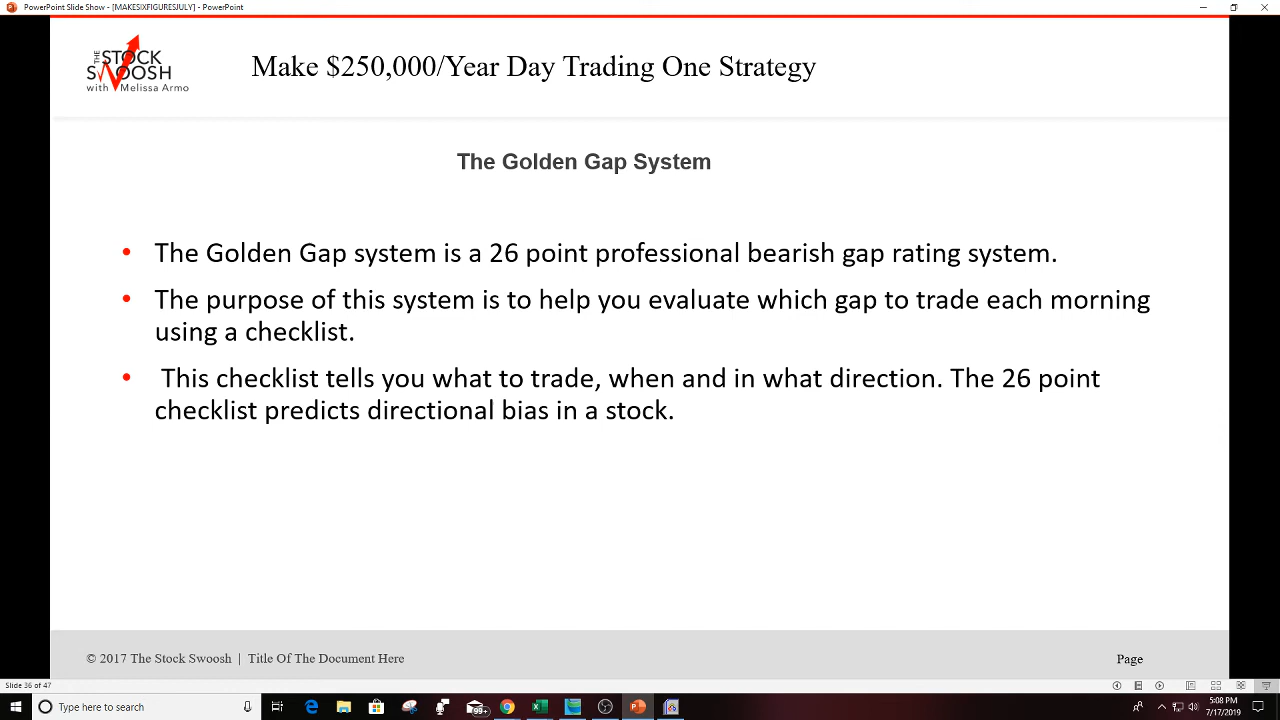 PowerPoint Slide Show - [MAKESIXFIGURESJULY] - PowerPoint
THE STOCK SWOOSH
with Melissa Armo
Make $250,000/Year Day Trading One Strategy
The Golden Gap System
• The Golden Gap system is a 26 point professional bearish gap rating system.
• The purpose of this system is to help you evaluate which gap to trade each morning
using a checklist.
• This checklist tells you what to trade, when and in what direction. The 26 point
checklist predicts directional bias in a stock.
© 2017 The Stock Swoosh | Title Of The Document Here
Page
Slide 36 of 47
Type here to search
99+
5:08 PM
7/17/2019